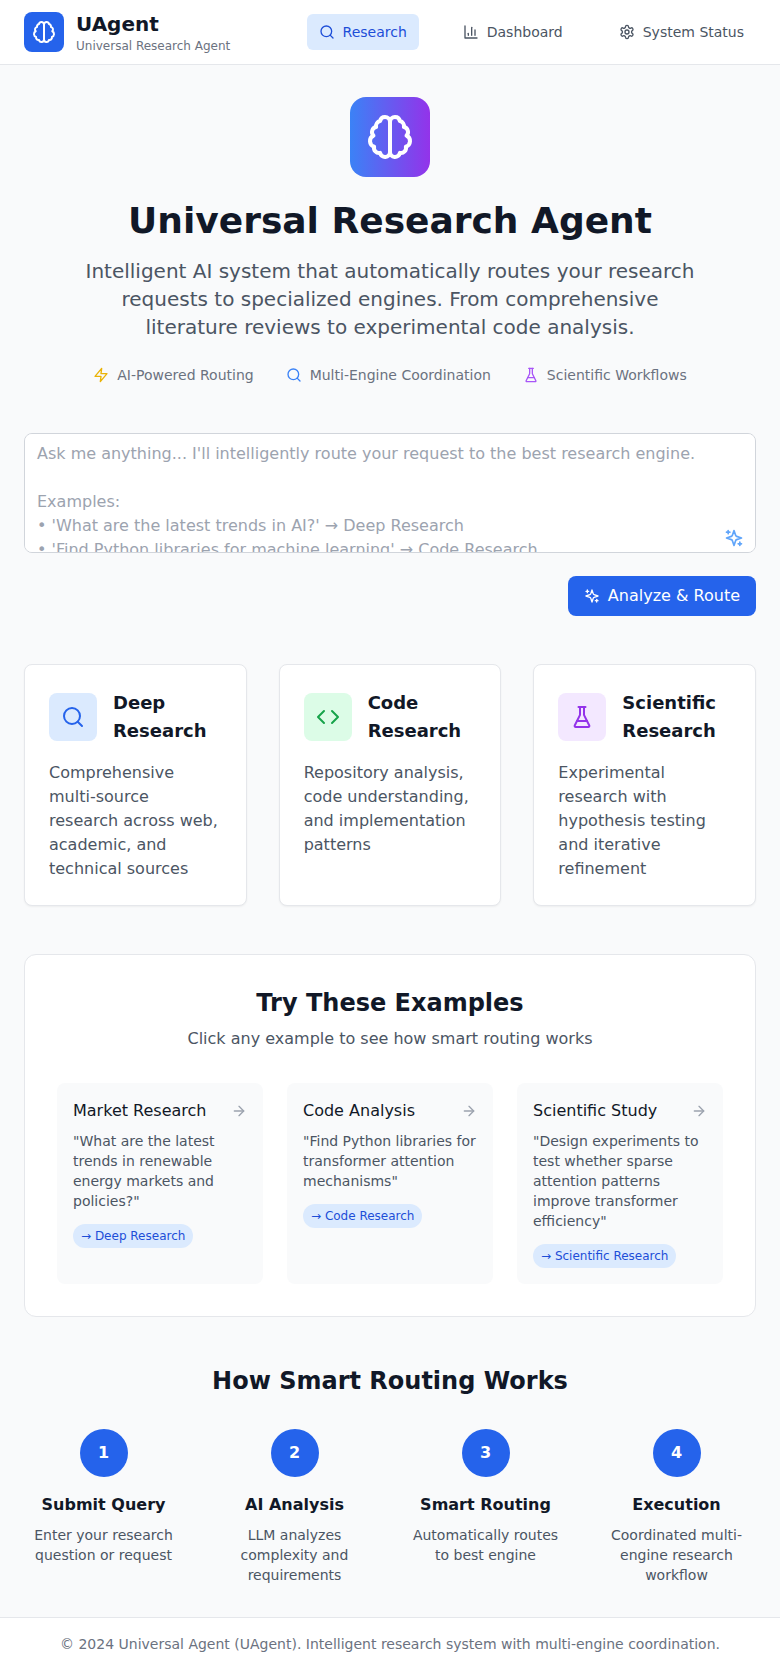 UAgent
Universal Research Agent
Research
Dashboard
System Status
Universal Research Agent
Intelligent AI system that automatically routes your research
requests to specialized engines. From comprehensive
literature reviews to experimental code analysis.
AI-Powered Routing
Multi-Engine Coordination
Scientific Workflows
Ask me anything... I'll intelligently route your request to the best research engine.
Examples:
• 'What are the latest trends in AI?' → Deep Research
• 'Find Python libraries for machine learning' → Code Research
Analyze & Route
Deep
Research
Comprehensive
multi-source
research across web,
academic, and
technical sources
Code
Research
Repository analysis,
code understanding,
and implementation
patterns
Scientific
Research
Experimental
research with
hypothesis testing
and iterative
refinement
Try These Examples
Click any example to see how smart routing works
Market Research
"What are the latest
trends in renewable
energy markets and
policies?"
→ Deep Research
Code Analysis
"Find Python libraries for
transformer attention
mechanisms"
→ Code Research
Scientific Study
"Design experiments to
test whether sparse
attention patterns
improve transformer
efficiency"
→ Scientific Research
How Smart Routing Works
1
Submit Query
Enter your research
question or request
2
AI Analysis
LLM analyzes
complexity and
requirements
3
Smart Routing
Automatically routes
to best engine
4
Execution
Coordinated multi-
engine research
workflow
© 2024 Universal Agent (UAgent). Intelligent research system with multi-engine coordination.